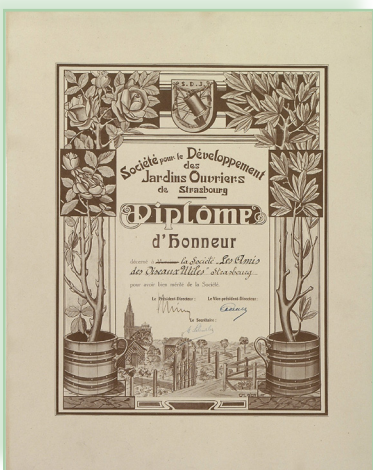 S.D.J.
Société pour le Développement
des
Jardins Ouvriers
de Strasbourg
Diplôme
d'Honneur
décerné à la Société „Les Amis
des Oiseaux Utiles" Strasbourg
pour avoir bien mérité de la Société
Le Président-Directeur : Le Vice-président-Directeur :
Le Secrétaire :